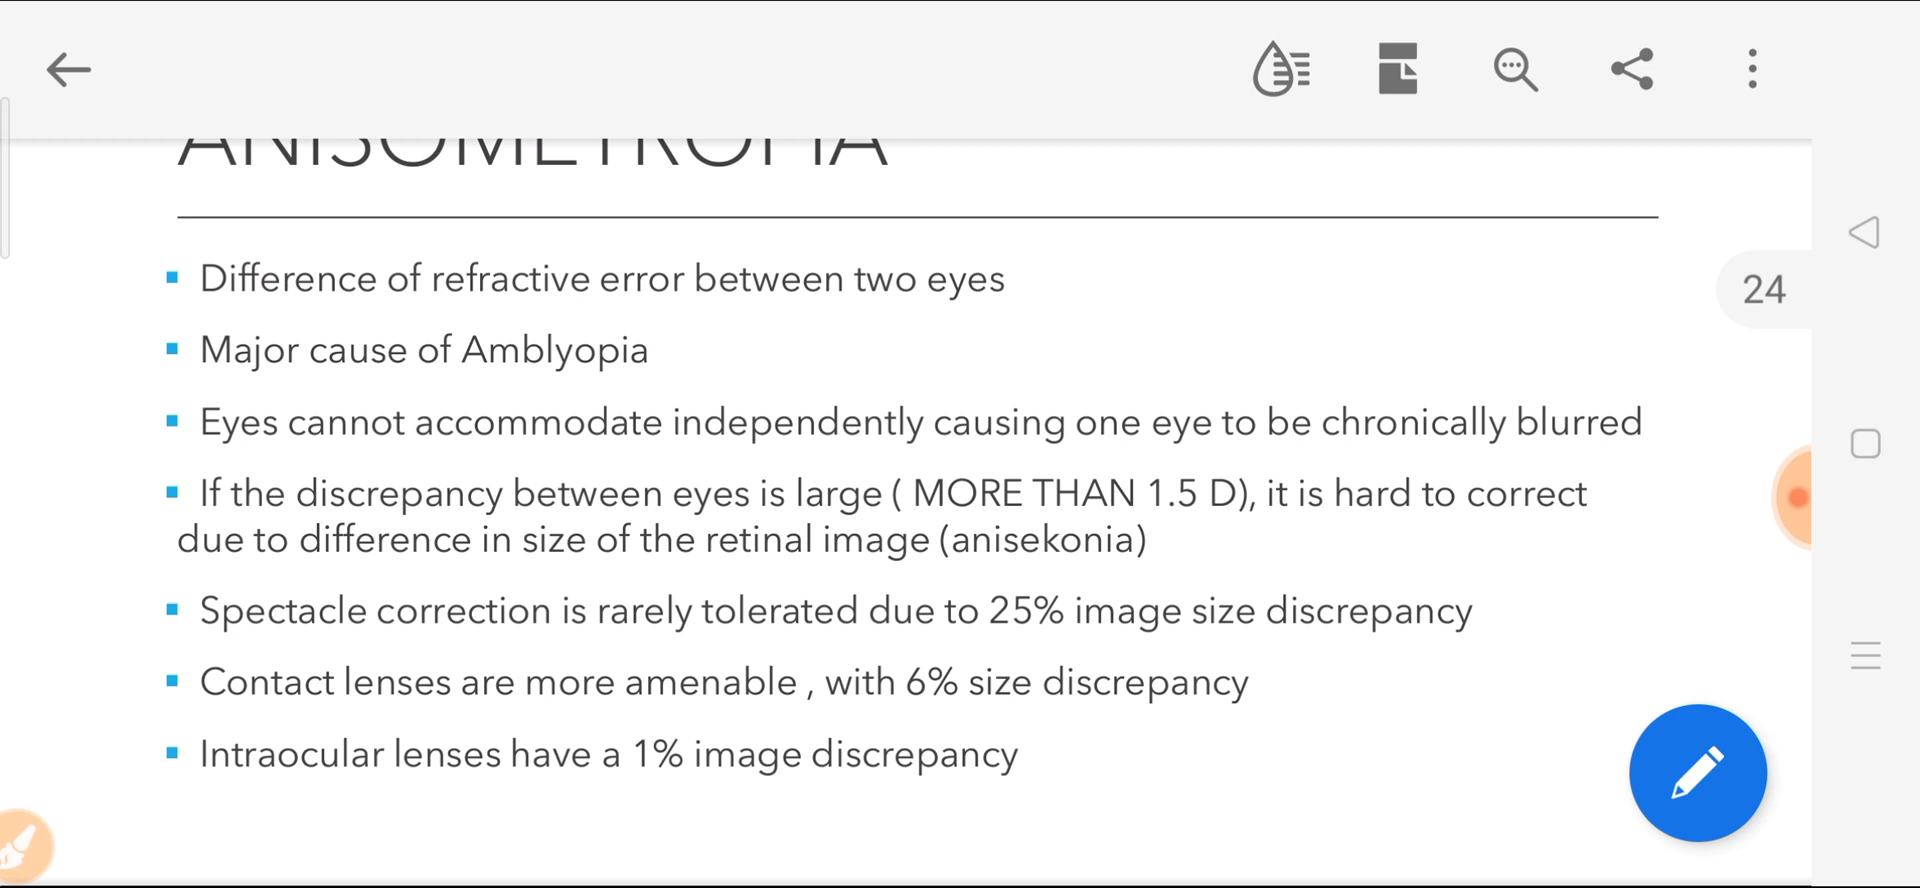 ANISOMETROPIA
Difference of refractive error between two eyes
24
Major cause of Amblyopia
Eyes cannot accommodate independently causing one eye to be chronically blurred
If the discrepancy between eyes is large ( MORE THAN 1.5 D), it is hard to correct
due to difference in size of the retinal image (anisekonia)
Spectacle correction is rarely tolerated due to 25% image size discrepancy
Contact lenses are more amenable , with 6% size discrepancy
Intraocular lenses have a 1% image discrepancy